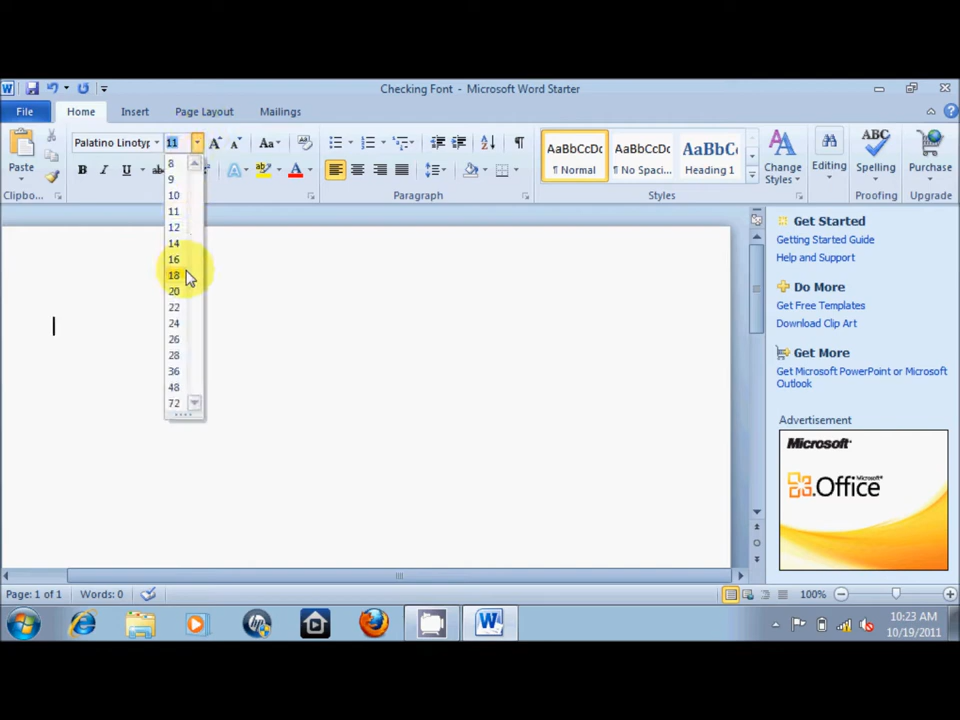 Checking Font - Microsoft Word Starter
File Home Insert Page Layout Mailings
Paste
Clipbo...
Palatino Linotyp 11
B I U abc
8
9
10
11
12
14
16
18
20
22
24
26
28
36
48
72
Paragraph
AaBbCcDc AaBbCcDc AaBbC
¶ Normal ¶ No Spaci... Heading 1
Styles
Change Styles
Editing
Spelling
Proofing
Purchase
Upgrade
Get Started
Getting Started Guide
Help and Support
Do More
Get Free Templates
Download Clip Art
Get More
Get Microsoft PowerPoint or Microsoft
Outlook
Advertisement
Microsoft
Microsoft
Office
Page: 1 of 1 Words: 0 100%
10:23 AM
10/19/2011